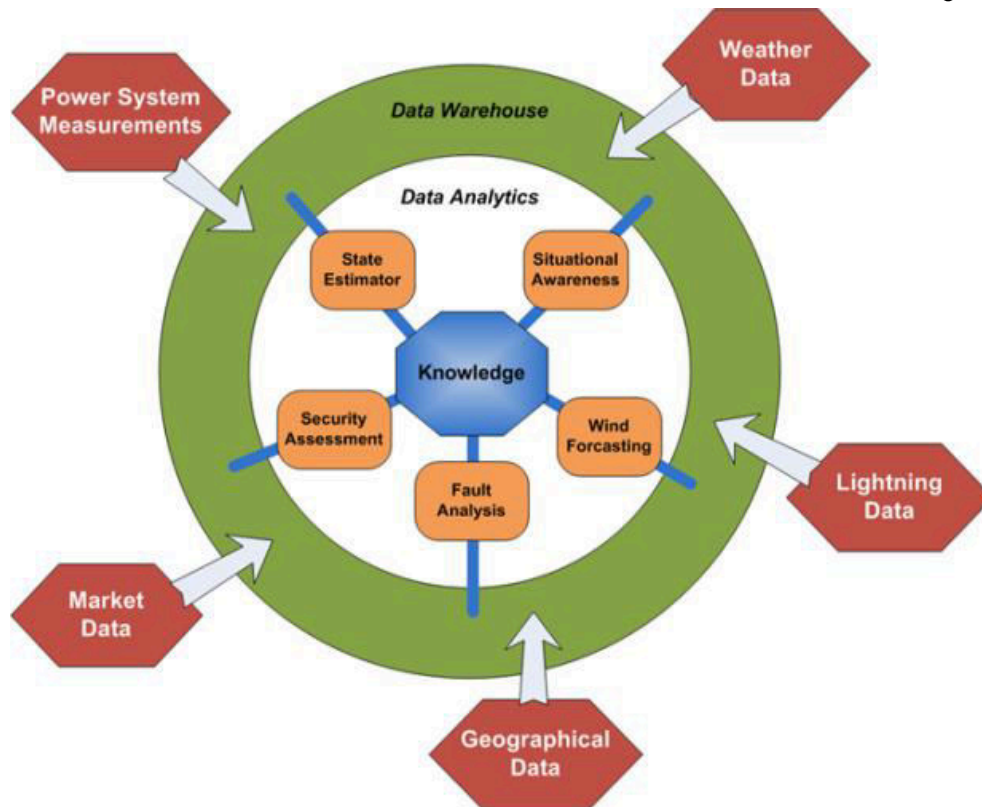 Weather
Data
Power System
Measurements
Data Warehouse
Data Analytics
State
Estimator
Situational
Awareness
Knowledge
Security
Assessment
Wind
Forcasting
Fault
Analysis
Lightning
Data
Market
Data
Geographical
Data